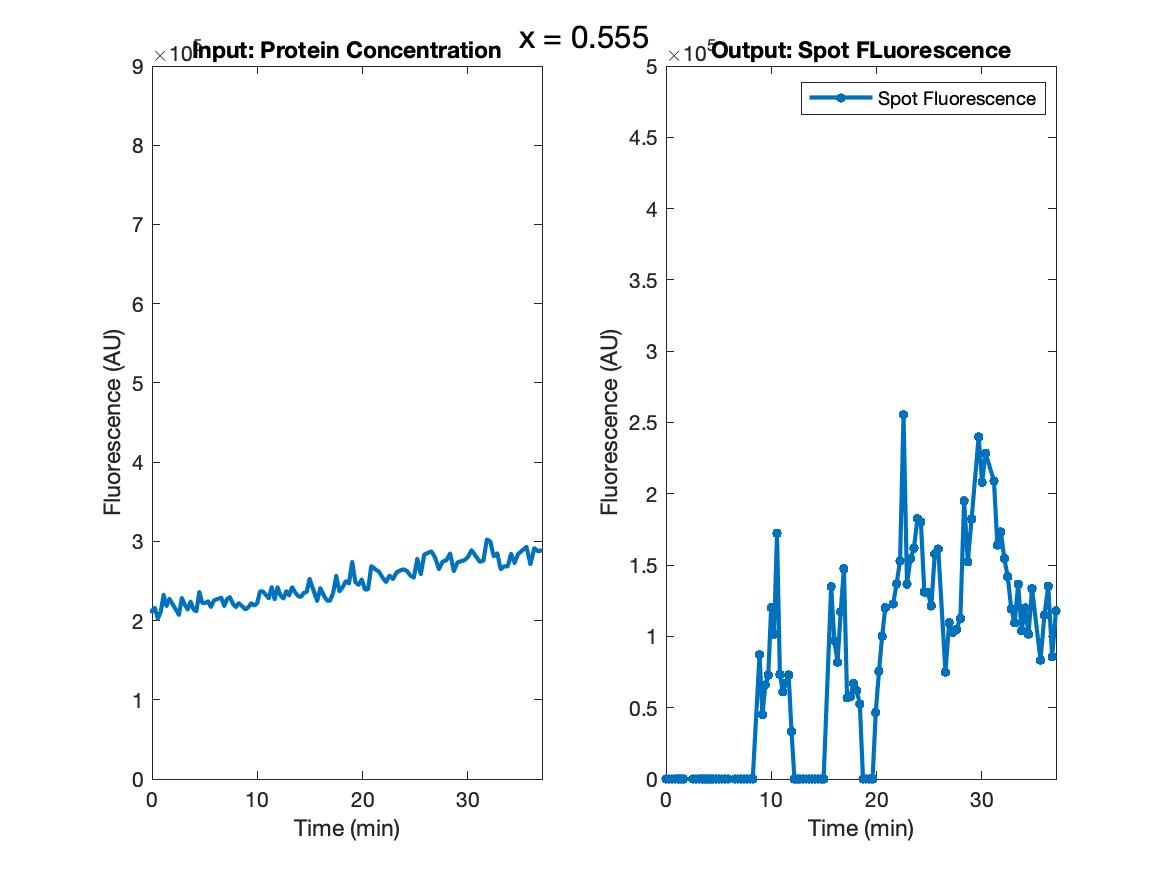 x = 0.555
×10⁵
Input: Protein Concentration
9
8
7
6
5
4
3
2
1
0
Fluorescence (AU)
0 10 20 30
Time (min)
×10⁵
Output: Spot FLuorescence
Spot Fluorescence
5
4.5
4
3.5
3
2.5
2
1.5
1
0.5
0
Fluorescence (AU)
0 10 20 30
Time (min)